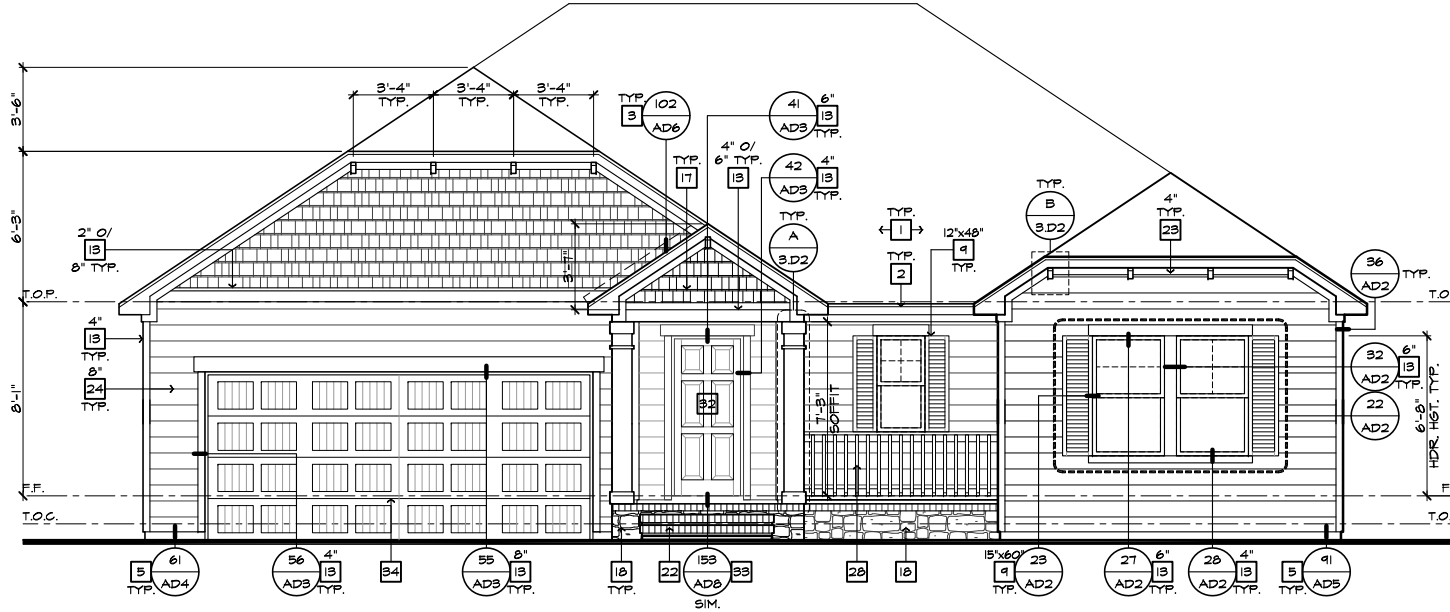 3'-6"
3'-4"
TYP.
3'-4"
TYP.
3'-4"
TYP.
TYP.
3
102
AD6
41
AD3
6"
13
TYP.
TYP.
17
4" O/
6" TYP.
13
42
AD3
4"
13
TYP.
6'-3"
2" O/
13
8" TYP.
3'-7"
TYP.
A
3.D2
TYP.
1
TYP.
2
12"x48"
9
TYP.
TYP.
B
3.D2
4"
TYP.
23
36
AD2
TYP.
T.O.P.
T.O
4"
13
TYP.
8"
24
TYP.
8'-1"
32
7'-3"
SOFFIT
32
AD2
6"
13
TYP.
22
AD2
6'-8"
HDR. HGT. TYP.
F.F.
F
T.O.C.
T.O
5
TYP.
61
AD4
56
AD3
4"
13
TYP.
34
55
AD3
8"
13
TYP.
18
TYP.
22
153
AD8
33
SIM.
28
18
15"x60"
9
TYP.
23
AD2
27
AD2
6"
13
TYP.
28
AD2
4"
13
TYP.
5
TYP.
91
AD5